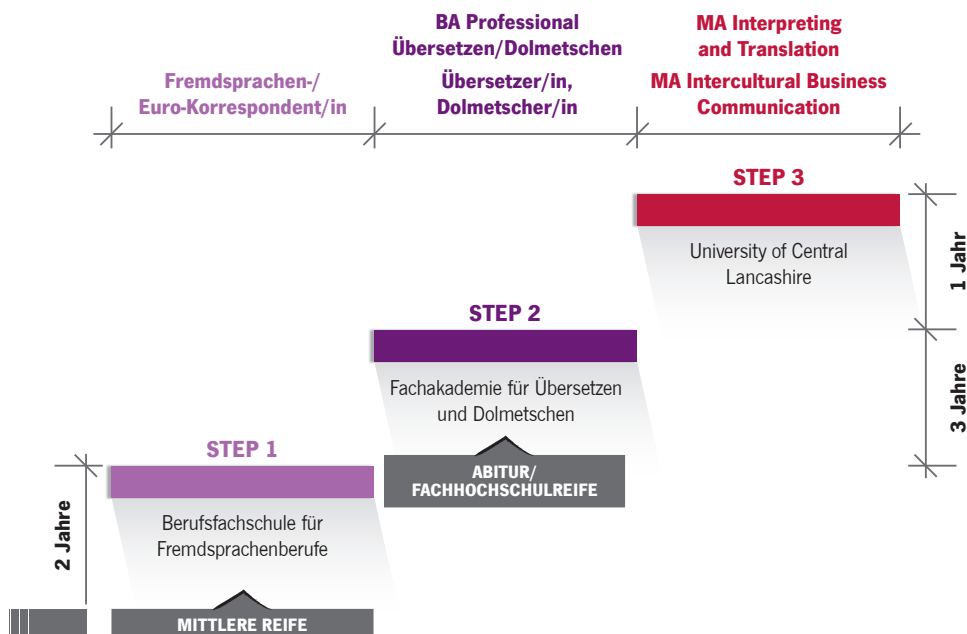 BA Professional
Übersetzen/Dolmetschen
MA Interpreting
and Translation
Fremdsprachen-/
Euro-Korrespondent/in
Übersetzer/in,
Dolmetscher/in
MA Intercultural Business
Communication
STEP 3
University of Central
Lancashire
1 Jahr
STEP 2
Fachakademie für Übersetzen
und Dolmetschen
3 Jahre
ABITUR/
FACHHOCHSCHULREIFE
STEP 1
Berufsfachschule für
Fremdsprachenberufe
2 Jahre
MITTLERE REIFE